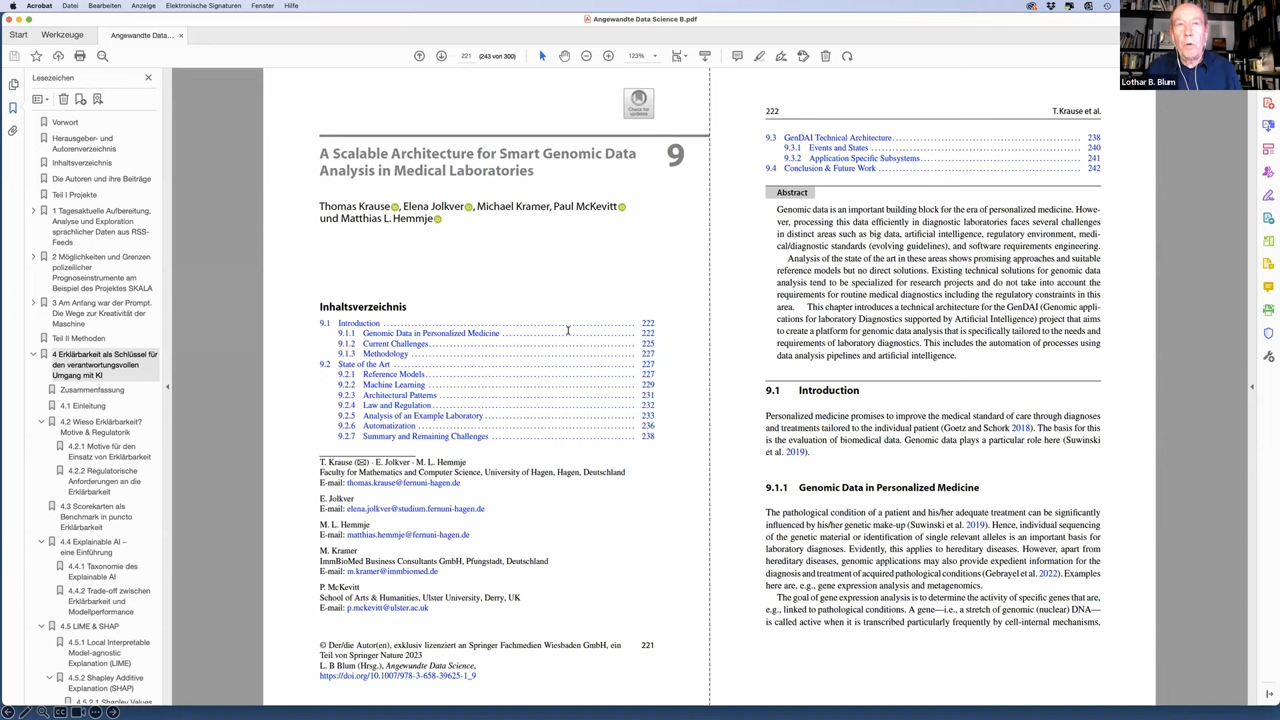 Acrobat Datei Bearbeiten Anzeige Elektronische Signaturen Fenster Hilfe
Angewandte Data Science B.pdf
Start Werkzeuge Angewandte Data... ×
221 (243 von 300) 123%
Lothar B. Blum
Lesezeichen
Vorwort
Herausgeber- und
Autorenverzeichnis
Inhaltsverzeichnis
Die Autoren und ihre Beiträge
Teil I Projekte
1 Tagesaktuelle Aufbereitung,
Analyse und Exploration
sprachlicher Daten aus RSS-
Feeds
2 Möglichkeiten und Grenzen
polizeilicher
Prognoseinstrumente am
Beispiel des Projektes SKALA
3 Am Anfang war der Prompt.
Die Wege zur Kreativität der
Maschine
Teil II Methoden
4 Erklärbarkeit als Schlüssel für
den verantwortungsvollen
Umgang mit KI
Zusammenfassung
4.1 Einleitung
4.2 Wieso Erklärbarkeit?
Motive & Regulatorik
4.2.1 Motive für den
Einsatz von Erklärbarkeit
4.2.2 Regulatorische
Anforderungen an die
Erklärbarkeit
4.3 Scorekarten als
Benchmark in puncto
Erklärbarkeit
4.4 Explainable AI –
eine Einführung
4.4.1 Taxonomie des
Explainable AI
4.4.2 Trade-off zwischen
Erklärbarkeit und
Modellperformance
4.5 LIME & SHAP
4.5.1 Local Interpretable
Model-agnostic
Explanation (LIME)
4.5.2 Shapley Additive
Explanation (SHAP)
4.5.2.1 Shapley Values
Check for
updates
A Scalable Architecture for Smart Genomic Data 9
Analysis in Medical Laboratories
Thomas Krause, Elena Jolkver, Michael Kramer, Paul McKevitt
und Matthias L. Hemmje
Inhaltsverzeichnis
9.1 Introduction 222
9.1.1 Genomic Data in Personalized Medicine 222
9.1.2 Current Challenges 225
9.1.3 Methodology 227
9.2 State of the Art 227
9.2.1 Reference Models 227
9.2.2 Machine Learning 229
9.2.3 Architectural Patterns 231
9.2.4 Law and Regulation 232
9.2.5 Analysis of an Example Laboratory 233
9.2.6 Automatization 236
9.2.7 Summary and Remaining Challenges 238
T. Krause (✉) · E. Jolkver · M. L. Hemmje
Faculty for Mathematics and Computer Science, University of Hagen, Hagen, Deutschland
E-mail: thomas.krause@fernuni-hagen.de
E. Jolkver
E-mail: elena.jolkver@studium.fernuni-hagen.de
M. L. Hemmje
E-mail: matthias.hemmje@fernuni-hagen.de
M. Kramer
ImmBioMed Business Consultants GmbH, Pfungstadt, Deutschland
E-mail: m.kramer@immbiomed.de
P. McKevitt
School of Arts & Humanities, Ulster University, Derry, UK
E-mail: p.mckevitt@ulster.ac.uk
© Der/die Autor(en), exklusiv lizenziert an Springer Fachmedien Wiesbaden GmbH, ein 221
Teil von Springer Nature 2023
L. B Blum (Hrsg.), Angewandte Data Science,
https://doi.org/10.1007/978-3-658-39625-1_9
222 T. Krause et al.
9.3 GenDAI Technical Architecture 238
9.3.1 Events and States 240
9.3.2 Application Specific Subsystems 241
9.4 Conclusion & Future Work 242
Abstract
Genomic data is an important building block for the era of personalized medicine. Howe-
ver, processing this data efficiently in diagnostic laboratories faces several challenges
in distinct areas such as big data, artificial intelligence, regulatory environment, medi-
cal/diagnostic standards (evolving guidelines), and software requirements engineering.
Analysis of the state of the art in these areas shows promising approaches and suitable
reference models but no direct solutions. Existing technical solutions for genomic data
analysis tend to be specialized for research projects and do not take into account the
requirements for routine medical diagnostics including the regulatory constraints in this
area. This chapter introduces a technical architecture for the GenDAI (Genomic appli-
cations for laboratory Diagnostics supported by Artificial Intelligence) project that aims
to create a platform for genomic data analysis that is specifically tailored to the needs and
requirements of laboratory diagnostics. This includes the automation of processes using
data analysis pipelines and artificial intelligence.
9.1 Introduction
Personalized medicine promises to improve the medical standard of care through diagnoses
and treatments tailored to the individual patient (Goetz and Schork 2018). The basis for this
is the evaluation of biomedical data. Genomic data plays a particular role here (Suwinski
et al. 2019).
9.1.1 Genomic Data in Personalized Medicine
The pathological condition of a patient and his/her adequate treatment can be significantly
influenced by his/her genetic make-up (Suwinski et al. 2019). Hence, individual sequencing
of the genetic material or identification of single relevant alleles is an important basis for
laboratory diagnoses. Evidently, this applies to hereditary diseases. However, apart from
hereditary diseases, genomic applications may also provide expedient information for the
diagnosis and treatment of acquired pathological conditions (Gebrayel et al. 2022). Examples
here are, e.g., gene expression analysis and metagenomics.
The goal of gene expression analysis is to determine the activity of specific genes that are,
e.g., linked to pathological conditions. A gene—i.e., a stretch of genomic (nuclear) DNA—
is called active when it is transcribed particularly frequently by cell-internal mechanisms,